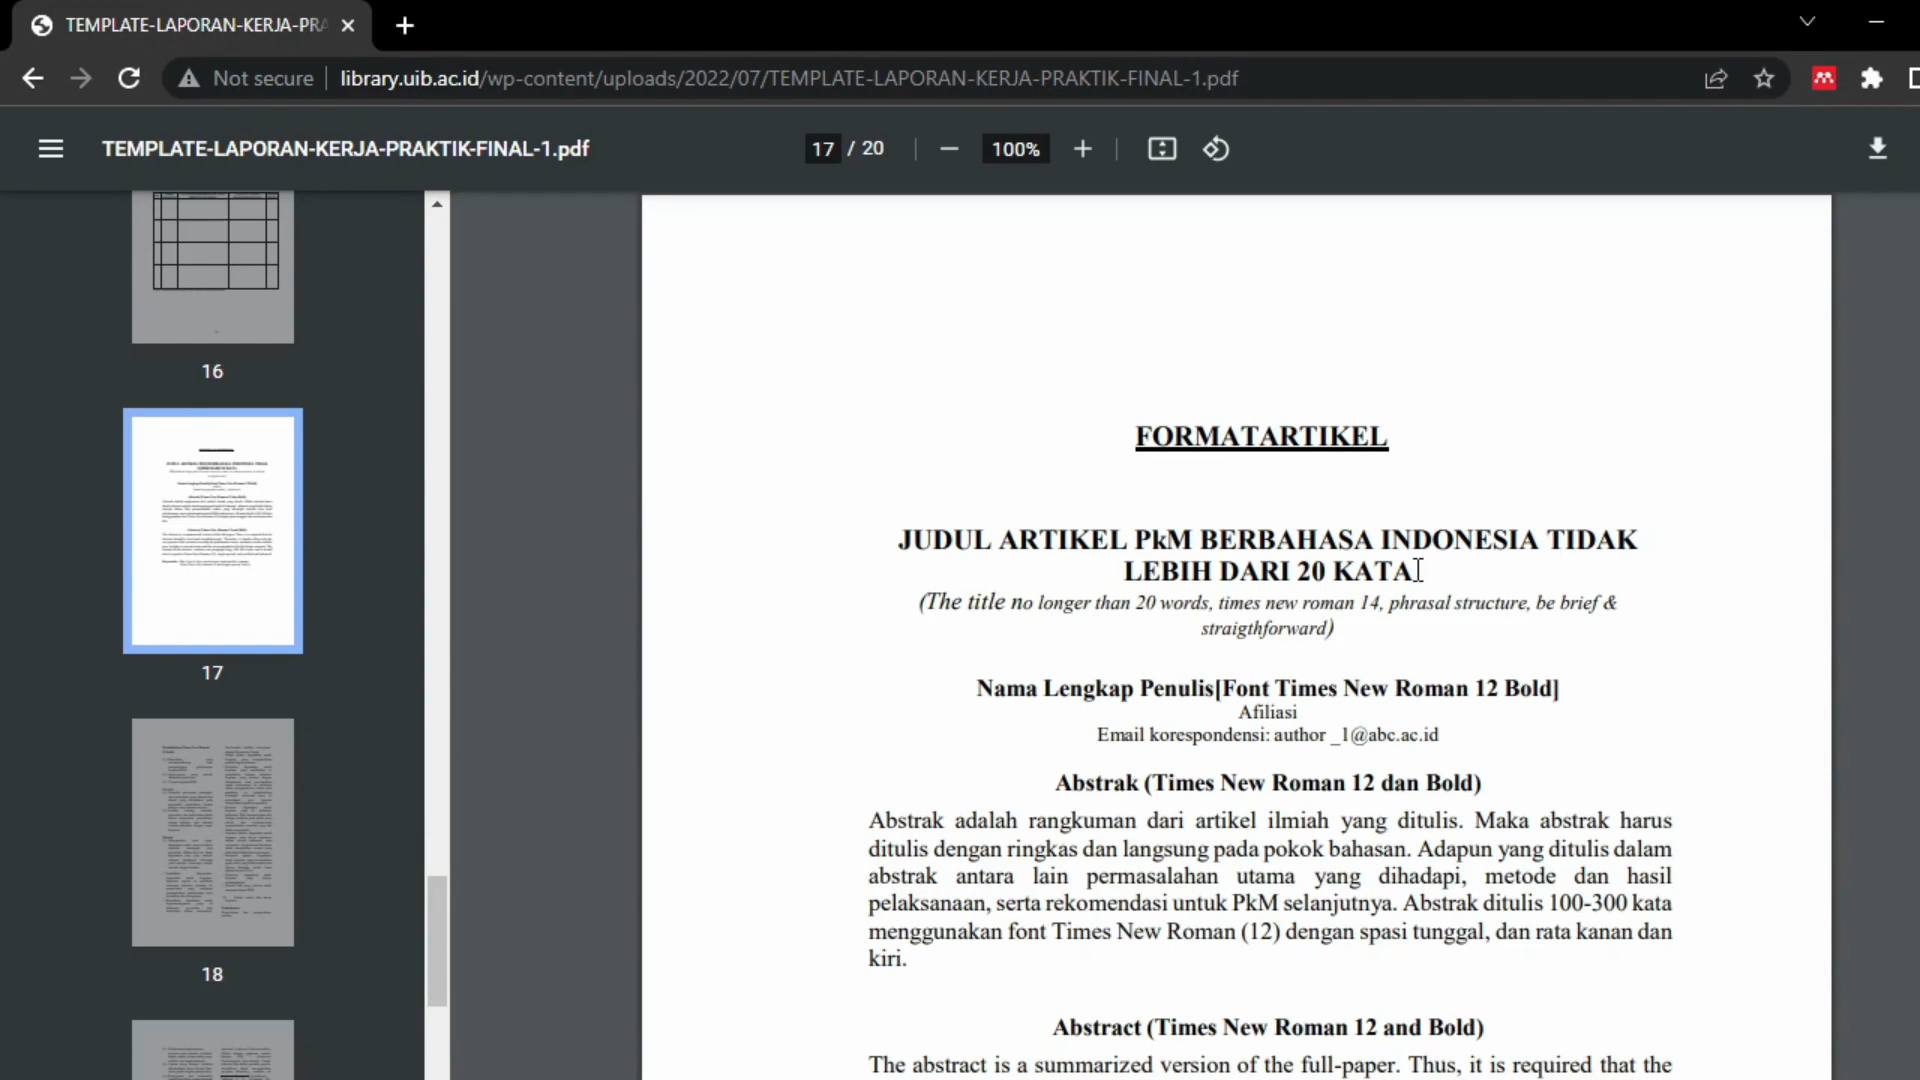 TEMPLATE-LAPORAN-KERJA-PRA
Not secure
library.uib.ac.id/wp-content/uploads/2022/07/TEMPLATE-LAPORAN-KERJA-PRAKTIK-FINAL-1.pdf
TEMPLATE-LAPORAN-KERJA-PRAKTIK-FINAL-1.pdf
17 / 20
100%
16
17
18
FORMATARTIKEL
JUDUL ARTIKEL PkM BERBAHASA INDONESIA TIDAK
LEBIH DARI 20 KATA
(The title no longer than 20 words, times new roman 14, phrasal structure, be brief &
straigthforward)
Nama Lengkap Penulis[Font Times New Roman 12 Bold]
Afiliasi
Email korespondensi: author _1@abc.ac.id
Abstrak (Times New Roman 12 dan Bold)
Abstrak adalah rangkuman dari artikel ilmiah yang ditulis. Maka abstrak harus
ditulis dengan ringkas dan langsung pada pokok bahasan. Adapun yang ditulis dalam
abstrak antara lain permasalahan utama yang dihadapi, metode dan hasil
pelaksanaan, serta rekomendasi untuk PkM selanjutnya. Abstrak ditulis 100-300 kata
menggunakan font Times New Roman (12) dengan spasi tunggal, dan rata kanan dan
kiri.
Abstract (Times New Roman 12 and Bold)
The abstract is a summarized version of the full-paper. Thus, it is required that the